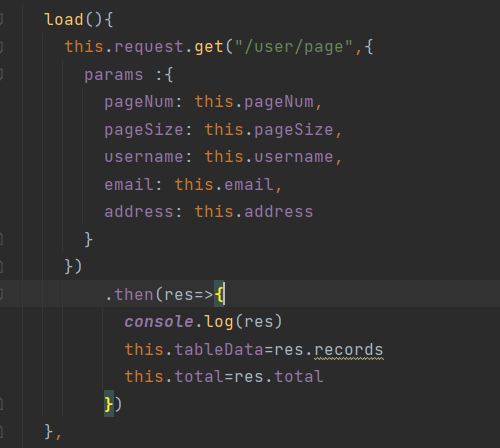 load(){
this.request.get("/user/page",{
params :{
pageNum: this.pageNum,
pageSize: this.pageSize,
username: this.username,
email: this.email,
address: this.address
}
})
.then(res=>{
console.log(res)
this.tableData=res.records
this.total=res.total
})
},